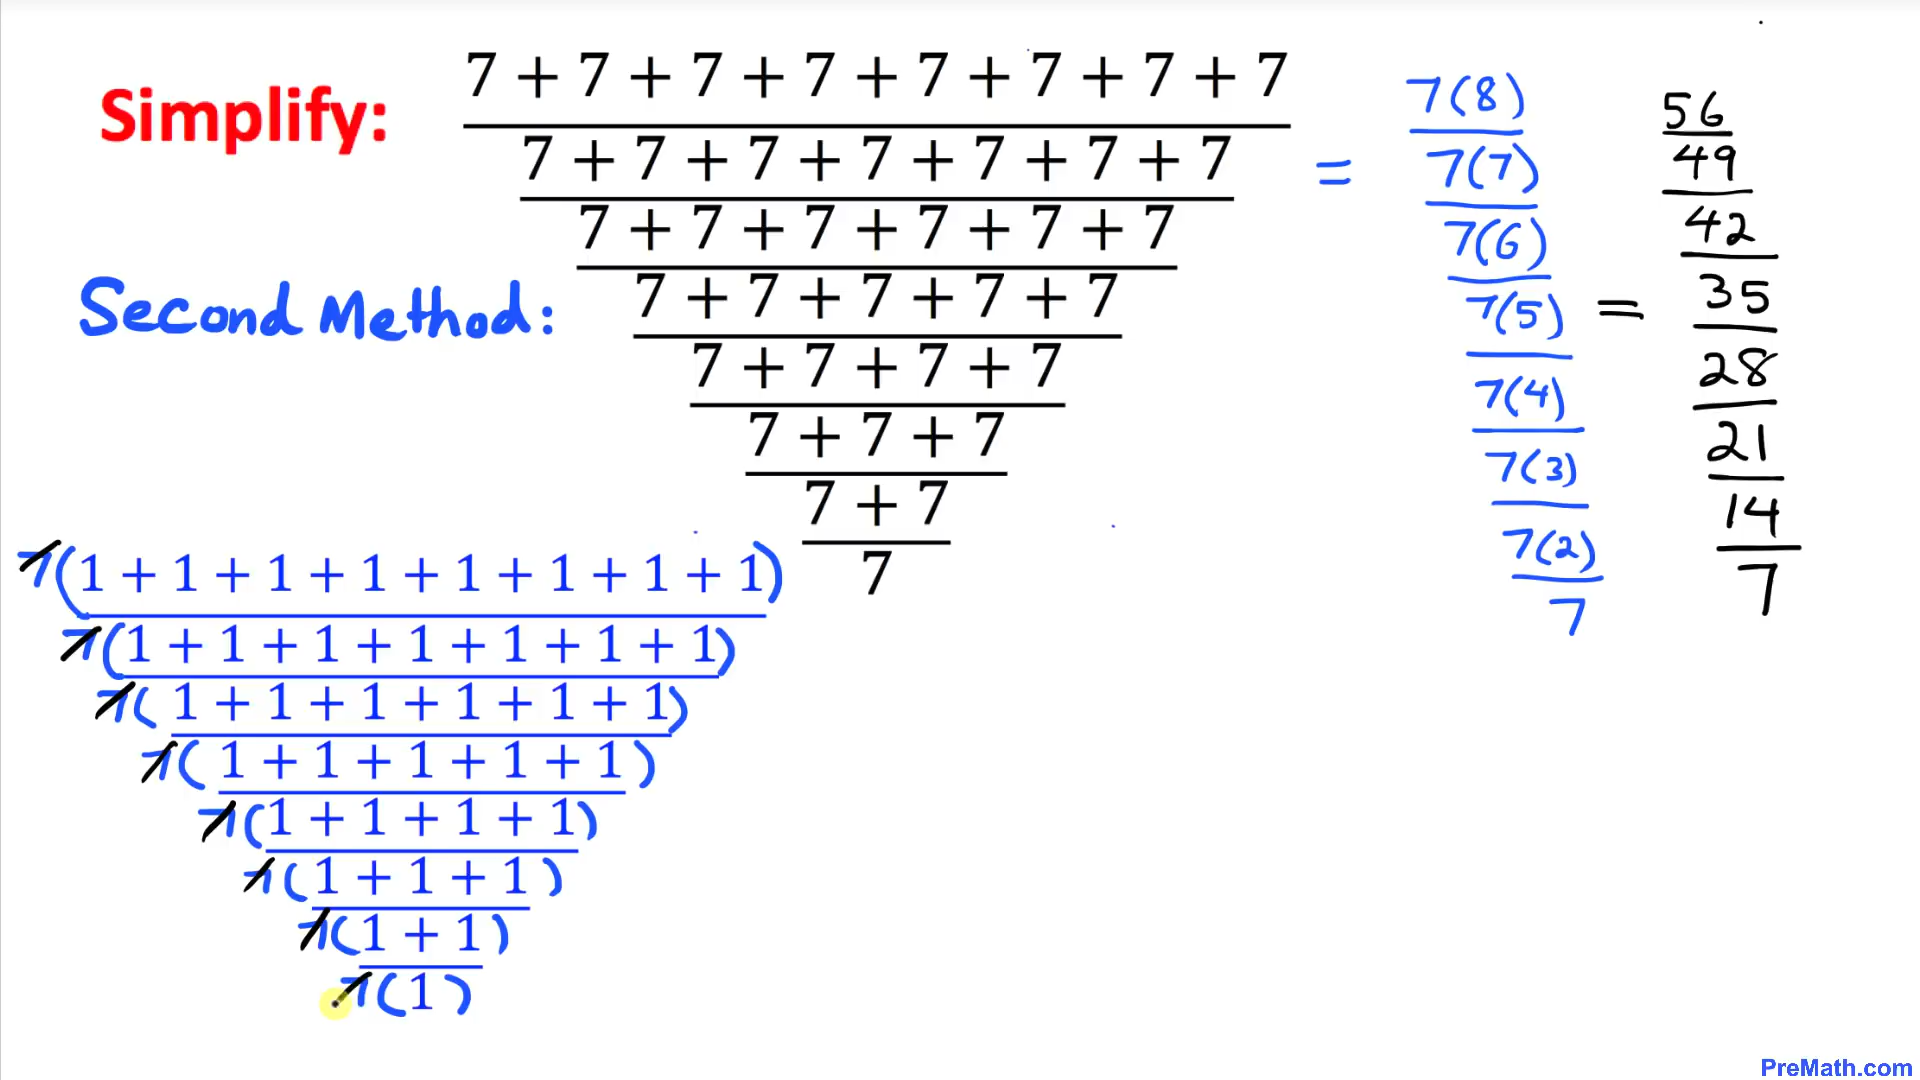 Simplify:
7 + 7 + 7 + 7 + 7 + 7 + 7 + 7
7 + 7 + 7 + 7 + 7 + 7 + 7
7 + 7 + 7 + 7 + 7 + 7
7 + 7 + 7 + 7 + 7
7 + 7 + 7 + 7
7 + 7 + 7
7 + 7
7
=
7(8)
7(7)
7(6)
7(5)
7(4)
7(3)
7(2)
7
=
56
49
42
35
28
21
14
7
Second Method:
7(1 + 1 + 1 + 1 + 1 + 1 + 1 + 1)
7(1 + 1 + 1 + 1 + 1 + 1 + 1)
7(1 + 1 + 1 + 1 + 1 + 1)
7(1 + 1 + 1 + 1 + 1)
7(1 + 1 + 1 + 1)
7(1 + 1 + 1)
7(1 + 1)
7(1)
PreMath.com